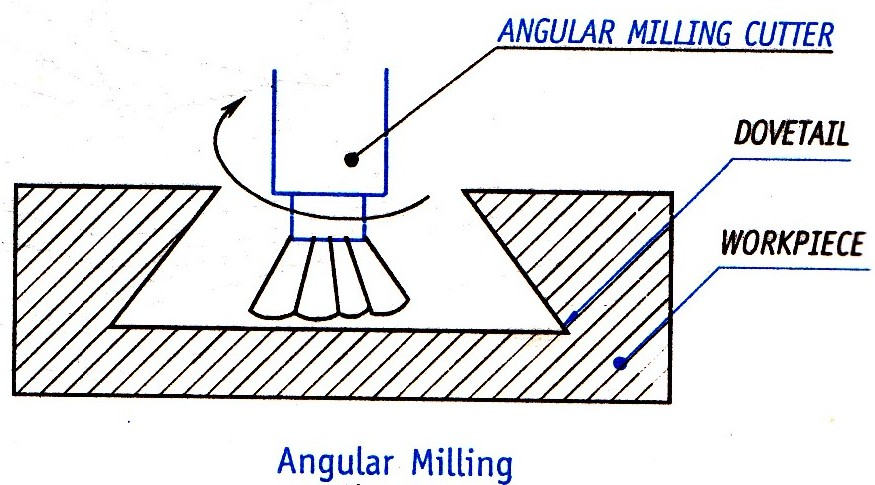 ANGULAR MILLING CUTTER
DOVETAIL
WORKPIECE
Angular Milling